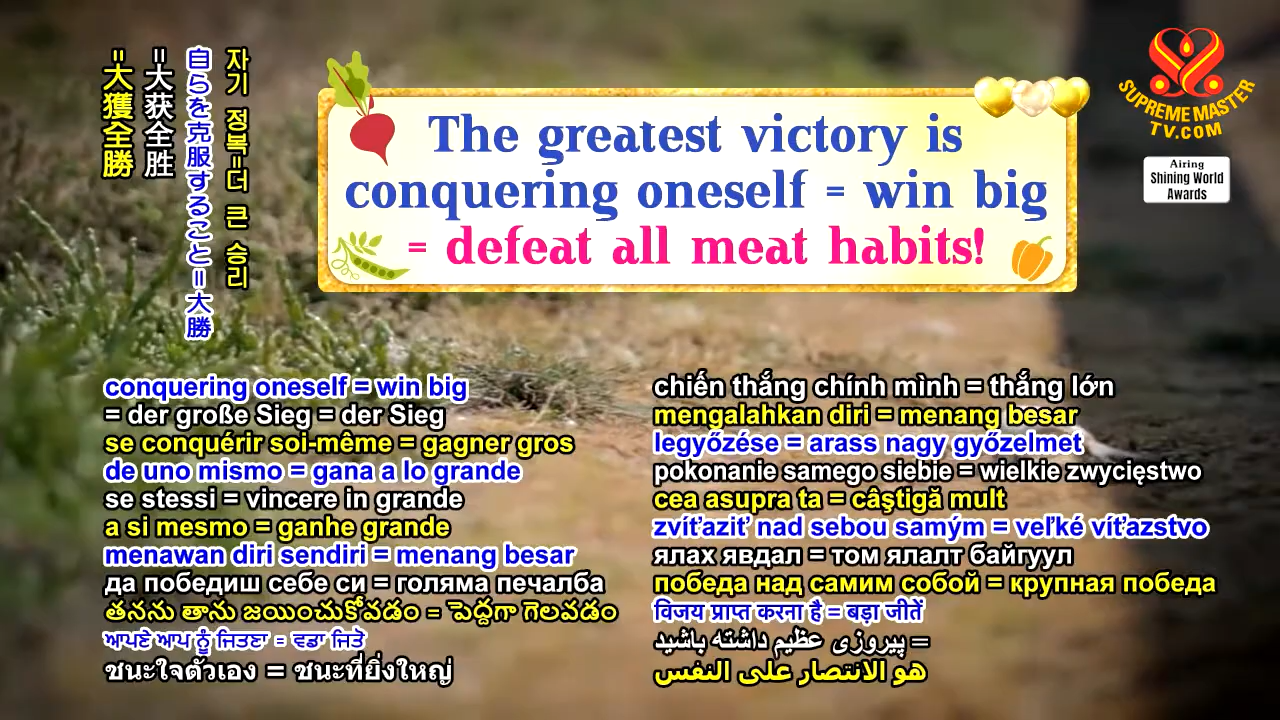 자기 정복=더 큰 승리
自らを克服すること=大勝
=大获全胜
=大獲全勝
The greatest victory is
conquering oneself = win big
= defeat all meat habits!
SUPREME MASTER
TV.COM
Airing
Shining World
Awards
conquering oneself = win big
= der große Sieg = der Sieg
se conquérir soi-même = gagner gros
de uno mismo = gana a lo grande
se stessi = vincere in grande
a si mesmo = ganhe grande
menawan diri sendiri = menang besar
да победиш себе си = голяма печалба
తనను తాను జయించుకోవడం = పెద్దగా గెలవడం
ਆਪਣੇ ਆਪ ਨੂੰ ਜਿਤਣਾ = ਵਡਾ ਜਿਤੋ
ชนะใจตัวเอง = ชนะที่ยิ่งใหญ่
chiến thắng chính mình = thắng lớn
mengalahkan diri = menang besar
legyőzése = arass nagy győzelmet
pokonanie samego siebie = wielkie zwycięstwo
cea asupra ta = câştigă mult
zvíťaziť nad sebou samým = veľké víťazstvo
ялах явдал = том ялалт байгуул
победа над самим собой = крупная победа
विजय प्राप्त करना है = बड़ा जीतें
= پیروزی عظیم داشته باشید
هو الانتصار على النفس